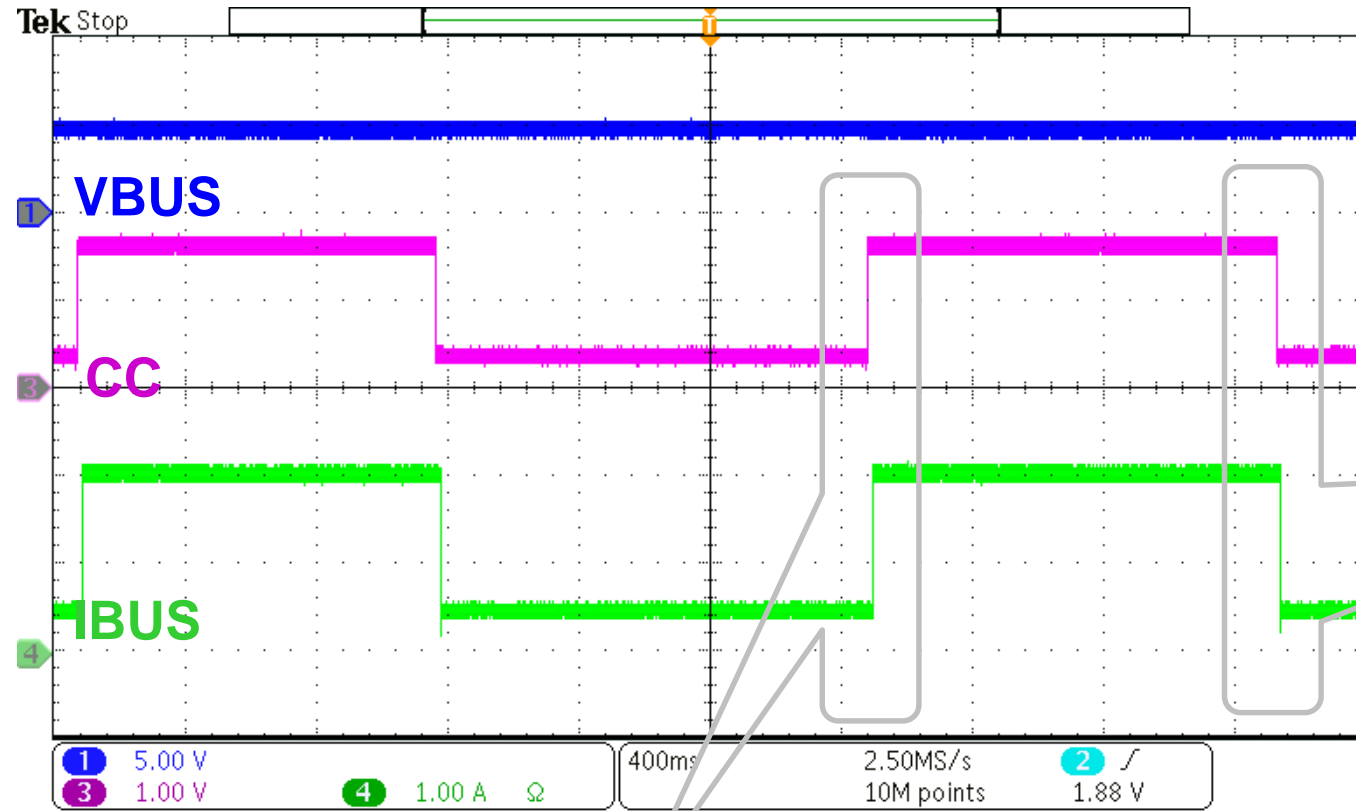 Tek Stop
T
1
VBUS
CC
3
IBUS
4
1 5.00 V
3 1.00 V 4 1.00 A Ω
400ms 2.50MS/s 2
10M points 1.88 V